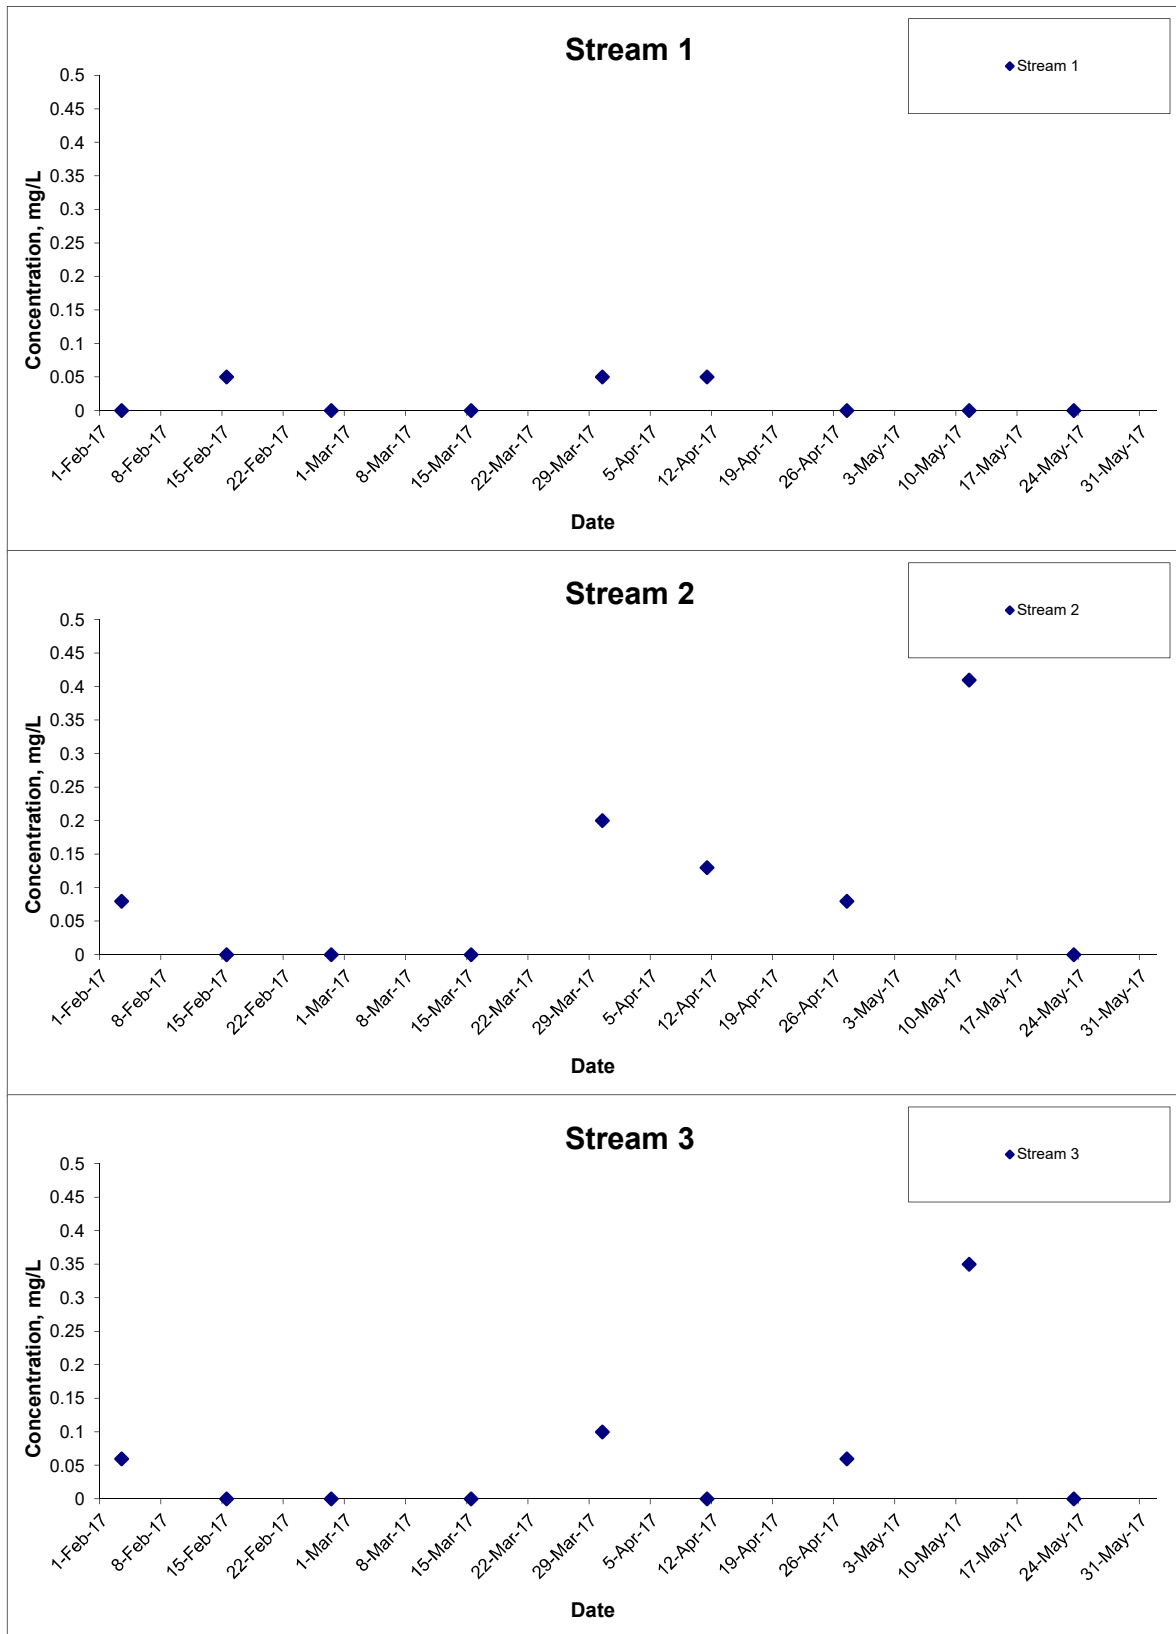 Stream 1
Stream 1
Concentration, mg/L
0.5
0.45
0.4
0.35
0.3
0.25
0.2
0.15
0.1
0.05
0
1-Feb-17
8-Feb-17
15-Feb-17
22-Feb-17
1-Mar-17
8-Mar-17
15-Mar-17
22-Mar-17
29-Mar-17
5-Apr-17
12-Apr-17
19-Apr-17
26-Apr-17
3-May-17
10-May-17
17-May-17
24-May-17
31-May-17
Date
Stream 2
Stream 2
Concentration, mg/L
0.5
0.45
0.4
0.35
0.3
0.25
0.2
0.15
0.1
0.05
0
1-Feb-17
8-Feb-17
15-Feb-17
22-Feb-17
1-Mar-17
8-Mar-17
15-Mar-17
22-Mar-17
29-Mar-17
5-Apr-17
12-Apr-17
19-Apr-17
26-Apr-17
3-May-17
10-May-17
17-May-17
24-May-17
31-May-17
Date
Stream 3
Stream 3
Concentration, mg/L
0.5
0.45
0.4
0.35
0.3
0.25
0.2
0.15
0.1
0.05
0
1-Feb-17
8-Feb-17
15-Feb-17
22-Feb-17
1-Mar-17
8-Mar-17
15-Mar-17
22-Mar-17
29-Mar-17
5-Apr-17
12-Apr-17
19-Apr-17
26-Apr-17
3-May-17
10-May-17
17-May-17
24-May-17
31-May-17
Date